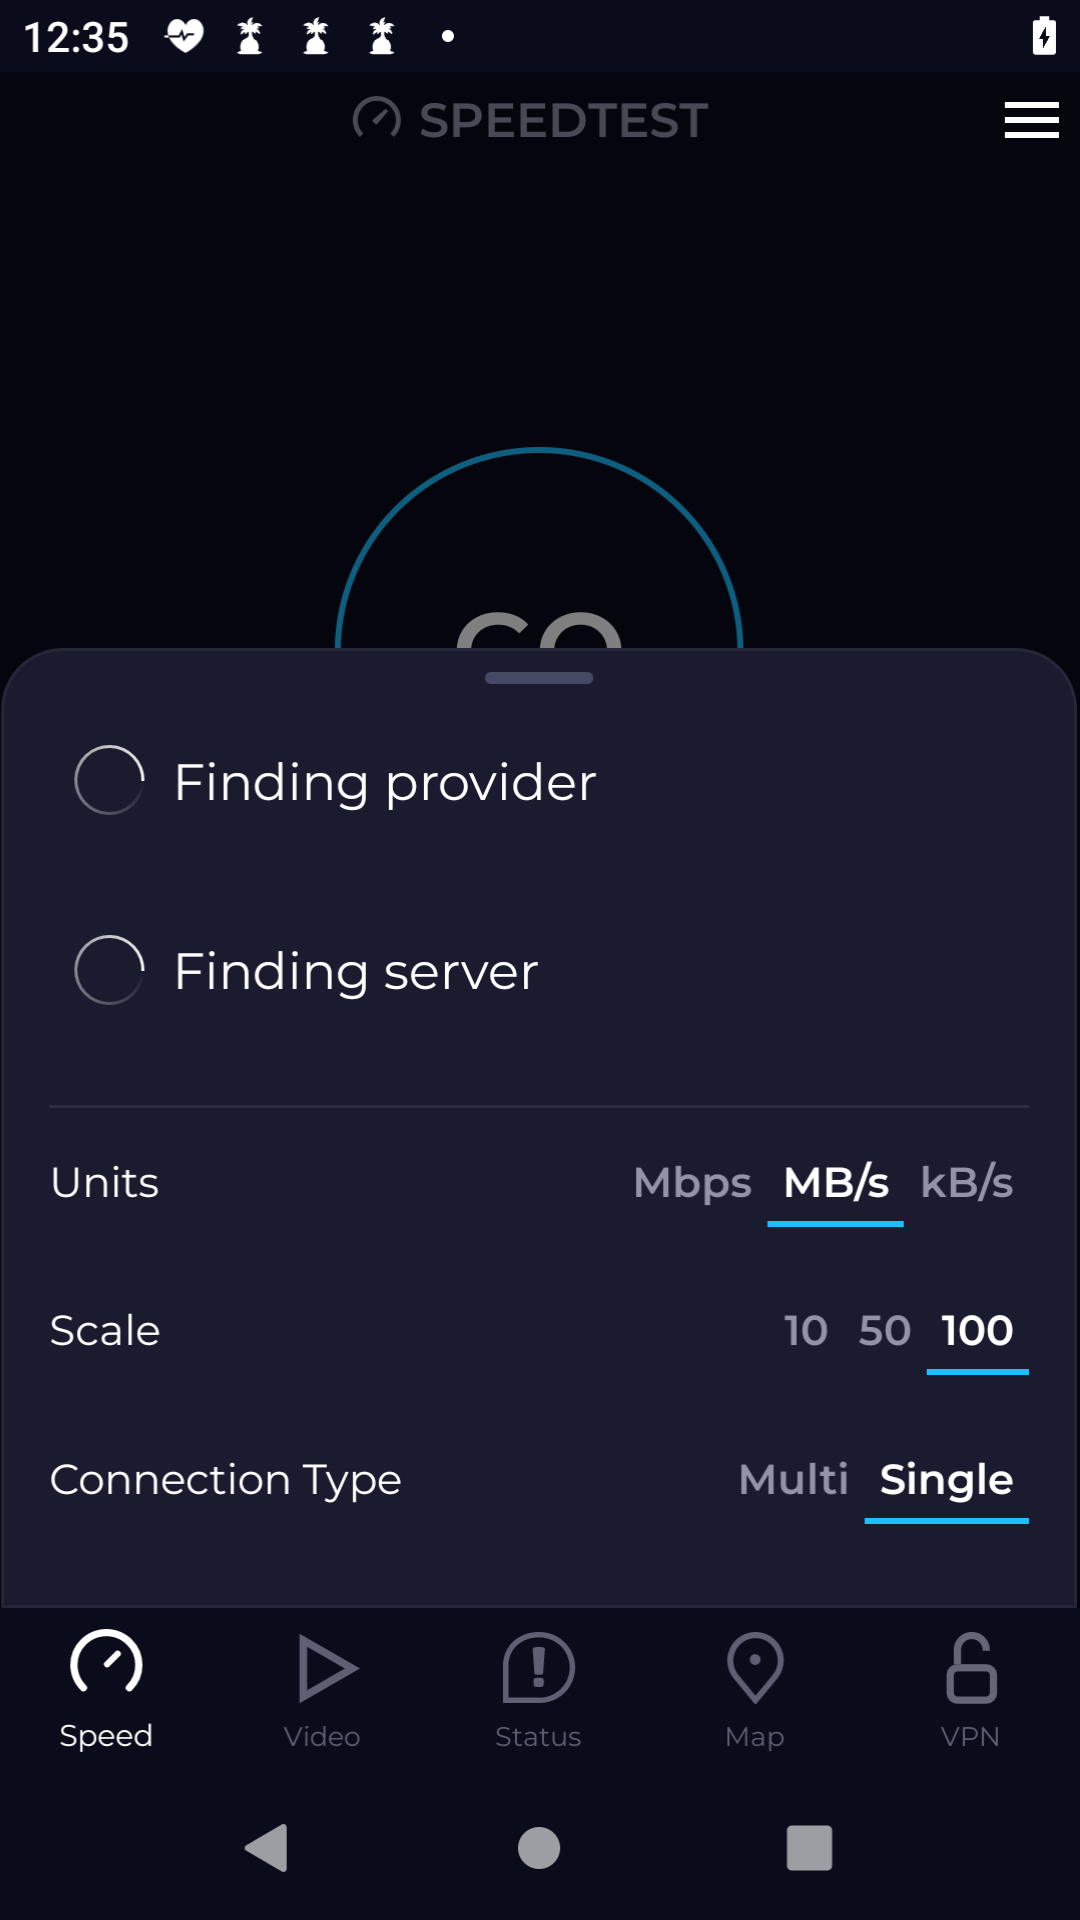 12:35
SPEEDTEST
GO
Finding provider
Finding server
Units Mbps MB/s kB/s
Scale 10 50 100
Connection Type Multi Single
Speed Video Status Map VPN